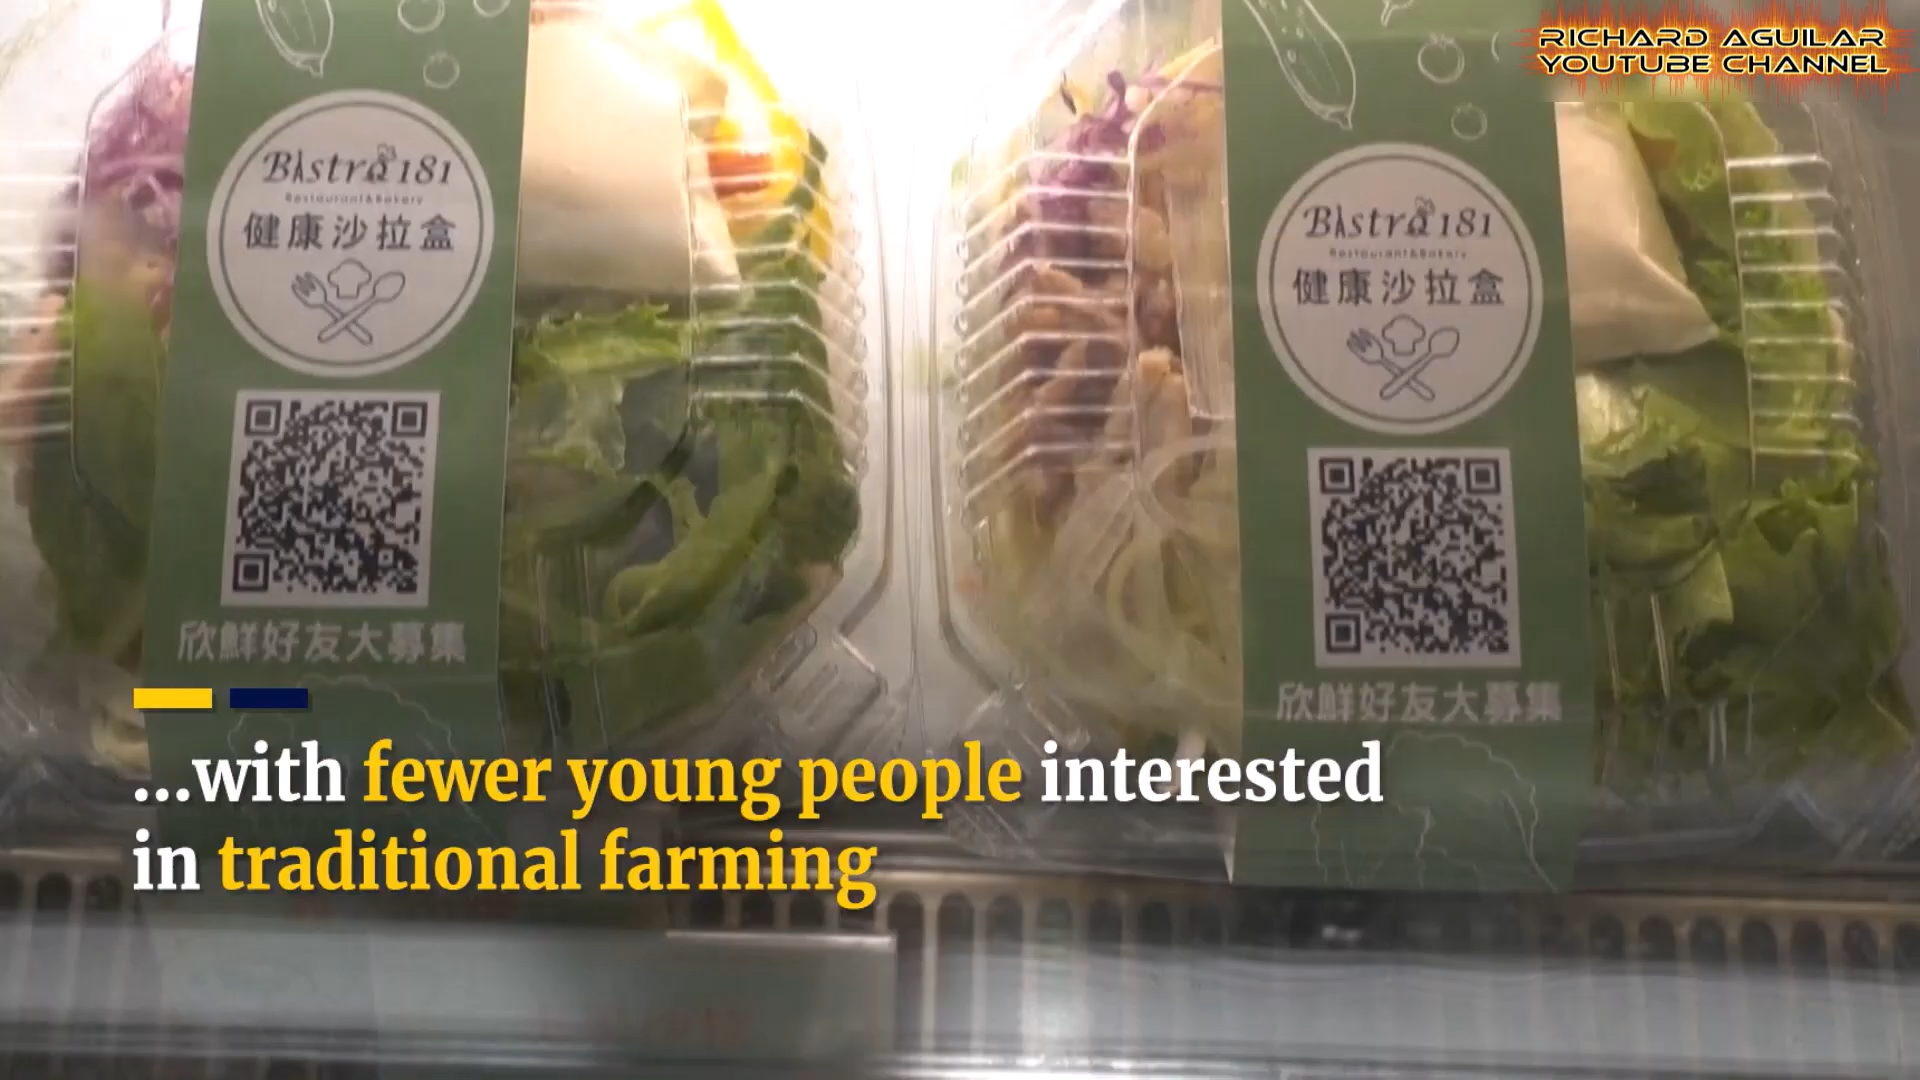 RICHARD AGUILAR
YOUTUBE CHANNEL
Bistro 181
Restaurant&Bakery
健康沙拉盒
欣鮮好友大募集
Bistro 181
Restaurant&Bakery
健康沙拉盒
欣鮮好友大募集
...with fewer young people interested
in traditional farming